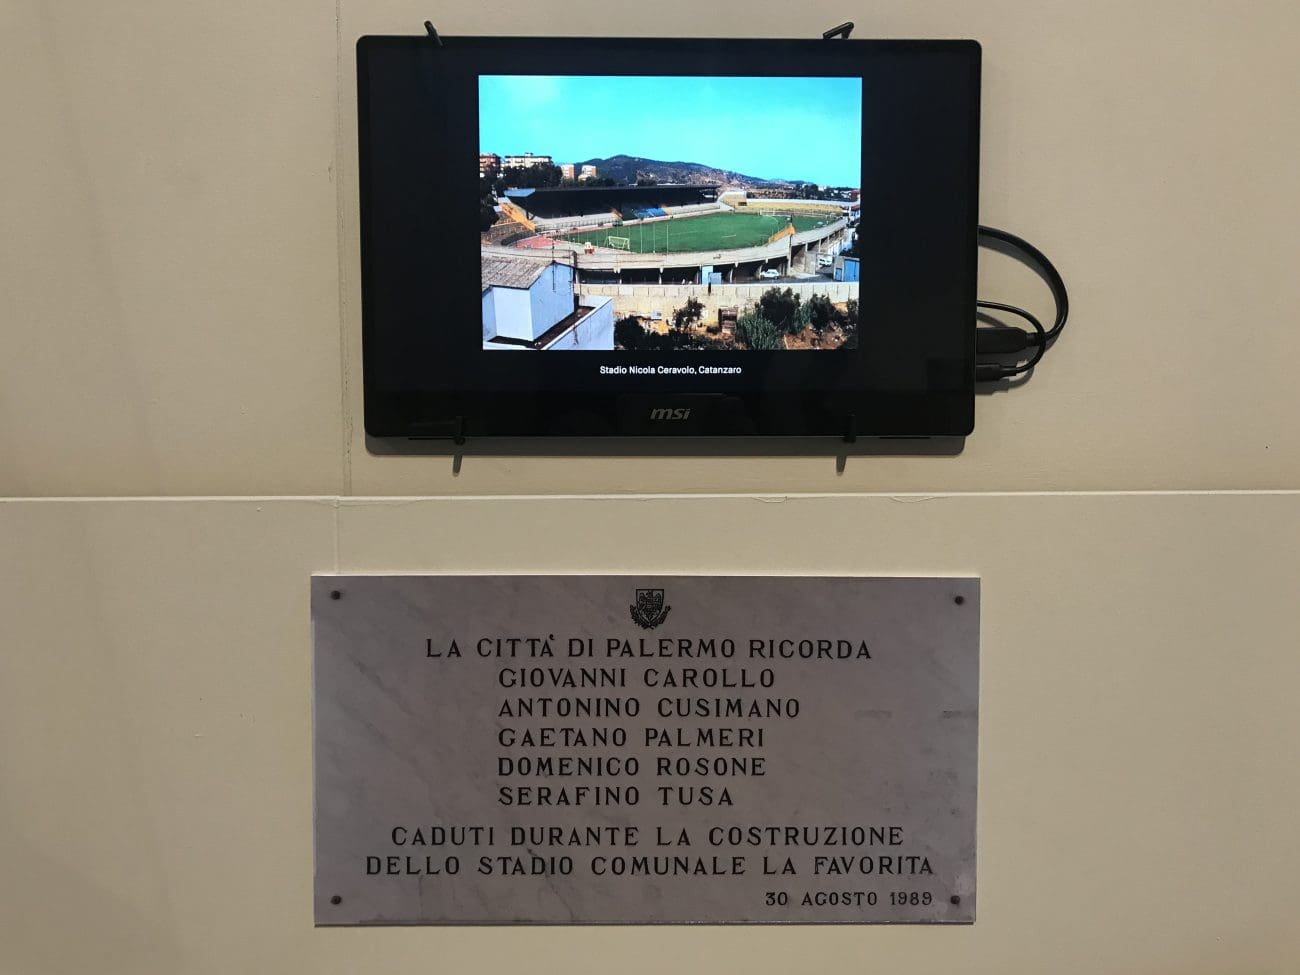 Stadio Nicola Ceravolo, Catanzaro
msi
LA CITTÀ DI PALERMO RICORDA
GIOVANNI CAROLLO
ANTONINO CUSIMANO
GAETANO PALMERI
DOMENICO ROSONE
SERAFINO TUSA
CADUTI DURANTE LA COSTRUZIONE
DELLO STADIO COMUNALE LA FAVORITA
30 AGOSTO 1989